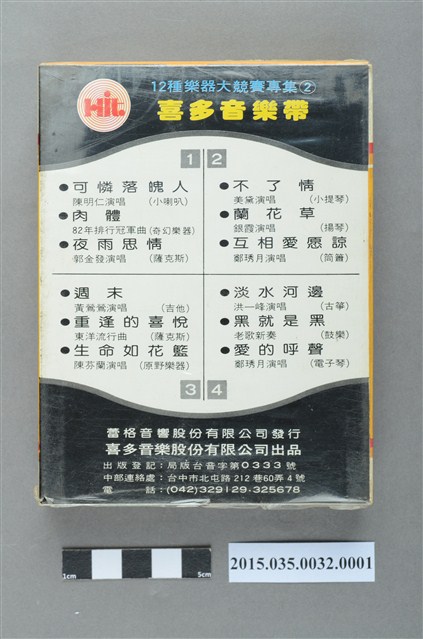 Hit
12種樂器大競賽專集②
喜多音樂帶
1 2
●可憐落魄人
陳明仁演唱 (小喇叭)
●肉體
82年排行冠軍曲(奇幻樂器)
●夜雨思情
郭金發演唱 (薩克斯)
●不了情
美黛演唱 (小提琴)
●蘭花草
銀霞演唱 (揚琴)
●互相愛愿諒
鄭琇月演唱 (筒簫)
●週末
黃鶯鶯演唱 (吉他)
●重逢的喜悅
東洋流行曲 (薩克斯)
●生命如花籃
陳芬蘭演唱 (原野樂器)
●淡水河邊
洪一峰演唱 (古箏)
●黑就是黑
老歌新奏 (鼓樂)
●愛的呼聲
鄭琇月演唱 (電子琴)
3 4
蕾格音響股份有限公司發行
喜多音樂股份有限公司出品
出版登記：局版台音字第0333號
中部連絡處：台中市北屯路212巷60弄4號
電話：(042)329129·325678
1cm 5cm
2015.035.0032.0001